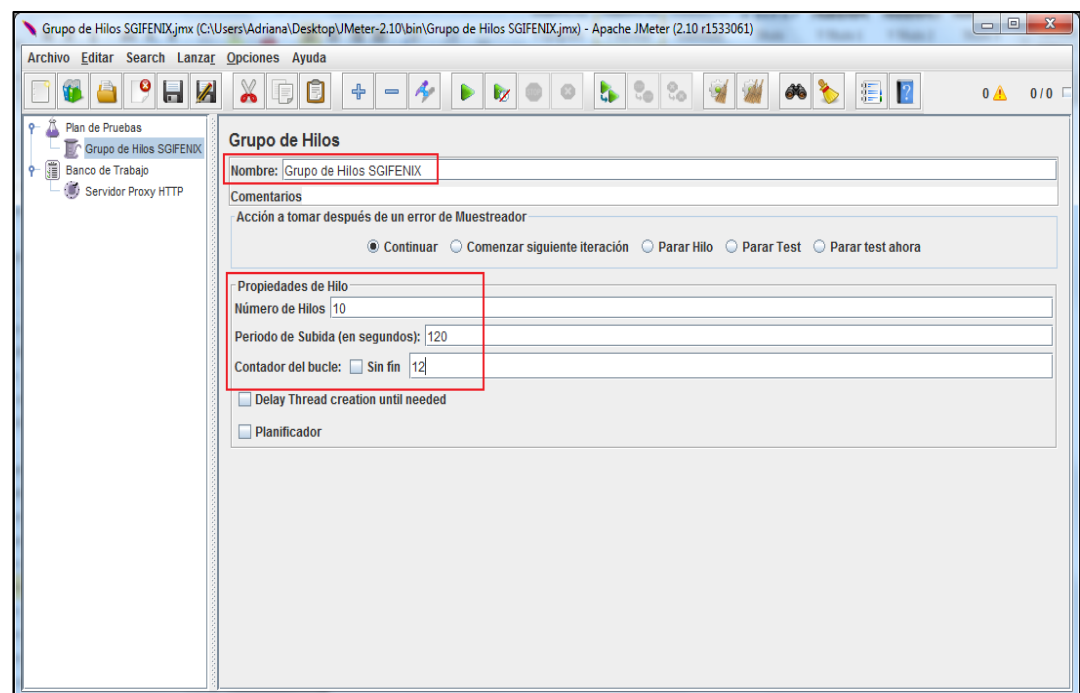 Grupo de Hilos SGIFENIX.jmx (C:\Users\Adriana\Desktop\JMeter-2.10\bin\Grupo de Hilos SGIFENIX.jmx) - Apache JMeter (2.10 r1533061)
Archivo Editar Search Lanzar Opciones Ayuda
0 0/0
Plan de Pruebas
Grupo de Hilos SGIFENIX
Banco de Trabajo
Servidor Proxy HTTP
Grupo de Hilos
Nombre: Grupo de Hilos SGIFENIX
Comentarios
Acción a tomar después de un error de Muestreador
Continuar Comenzar siguiente iteración Parar Hilo Parar Test Parar test ahora
Propiedades de Hilo
Número de Hilos 10
Periodo de Subida (en segundos): 120
Contador del bucle: Sin fin 12
Delay Thread creation until needed
Planificador